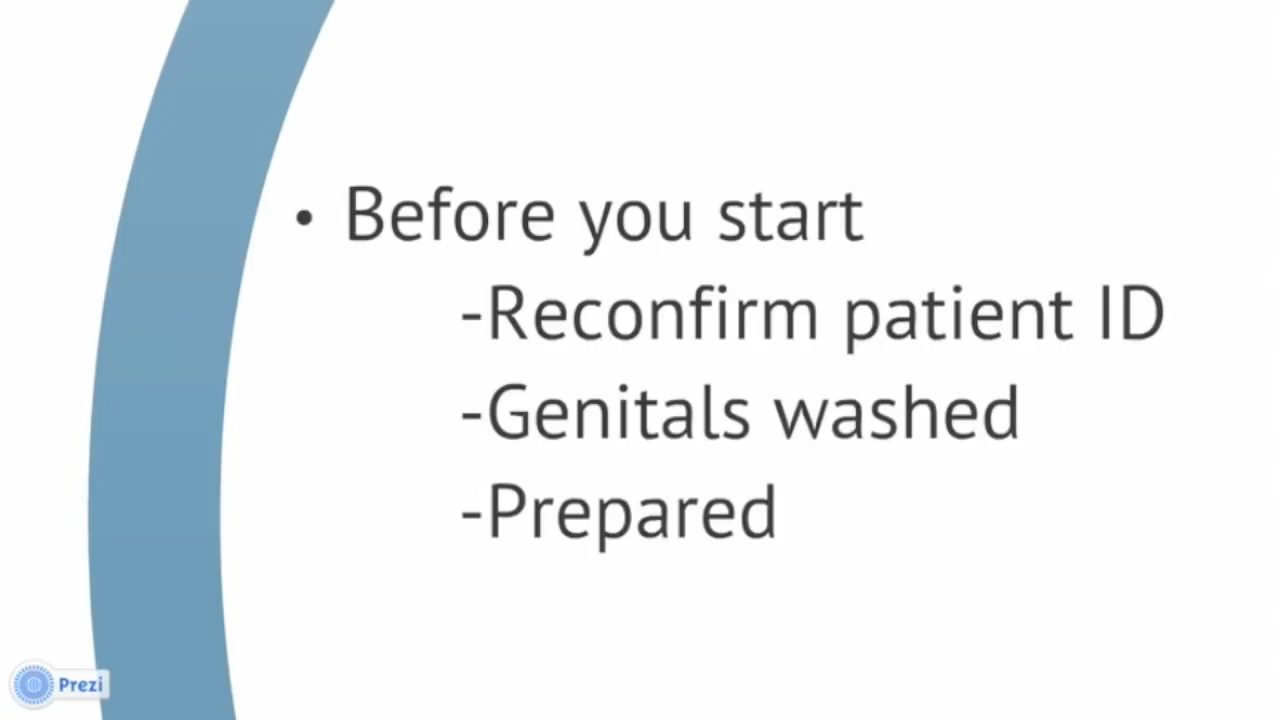 • Before you start
-Reconfirm patient ID
-Genitals washed
-Prepared
Prezi